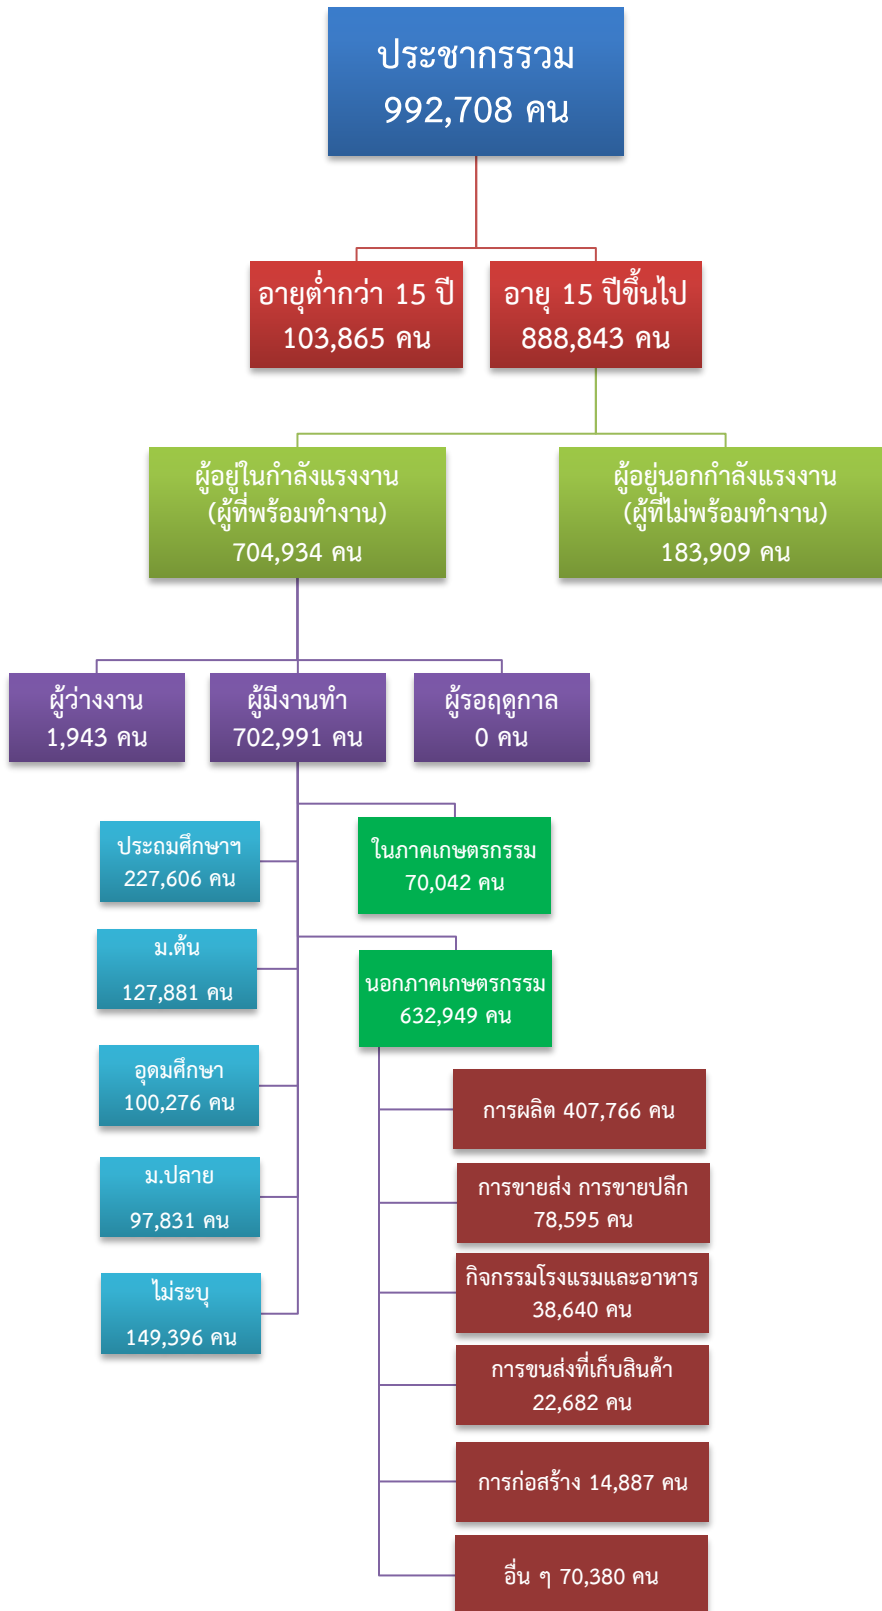 ประชากรรวม
992,708 คน
อายุต่ำกว่า 15 ปี
103,865 คน
อายุ 15 ปีขึ้นไป
888,843 คน
ผู้อยู่ในกำลังแรงงาน
(ผู้ที่พร้อมทำงาน)
704,934 คน
ผู้อยู่นอกกำลังแรงงาน
(ผู้ที่ไม่พร้อมทำงาน)
183,909 คน
ผู้ว่างงาน
1,943 คน
ผู้มีงานทำ
702,991 คน
ผู้รอฤดูกาล
0 คน
ประถมศึกษาฯ
227,606 คน
ม.ต้น
127,881 คน
อุดมศึกษา
100,276 คน
ม.ปลาย
97,831 คน
ไม่ระบุ
149,396 คน
ในภาคเกษตรกรรม
70,042 คน
นอกภาคเกษตรกรรม
632,949 คน
การผลิต 407,766 คน
การขายส่ง การขายปลีก
78,595 คน
กิจกรรมโรงแรมและอาหาร
38,640 คน
การขนส่งที่เก็บสินค้า
22,682 คน
การก่อสร้าง 14,887 คน
อื่น ๆ 70,380 คน